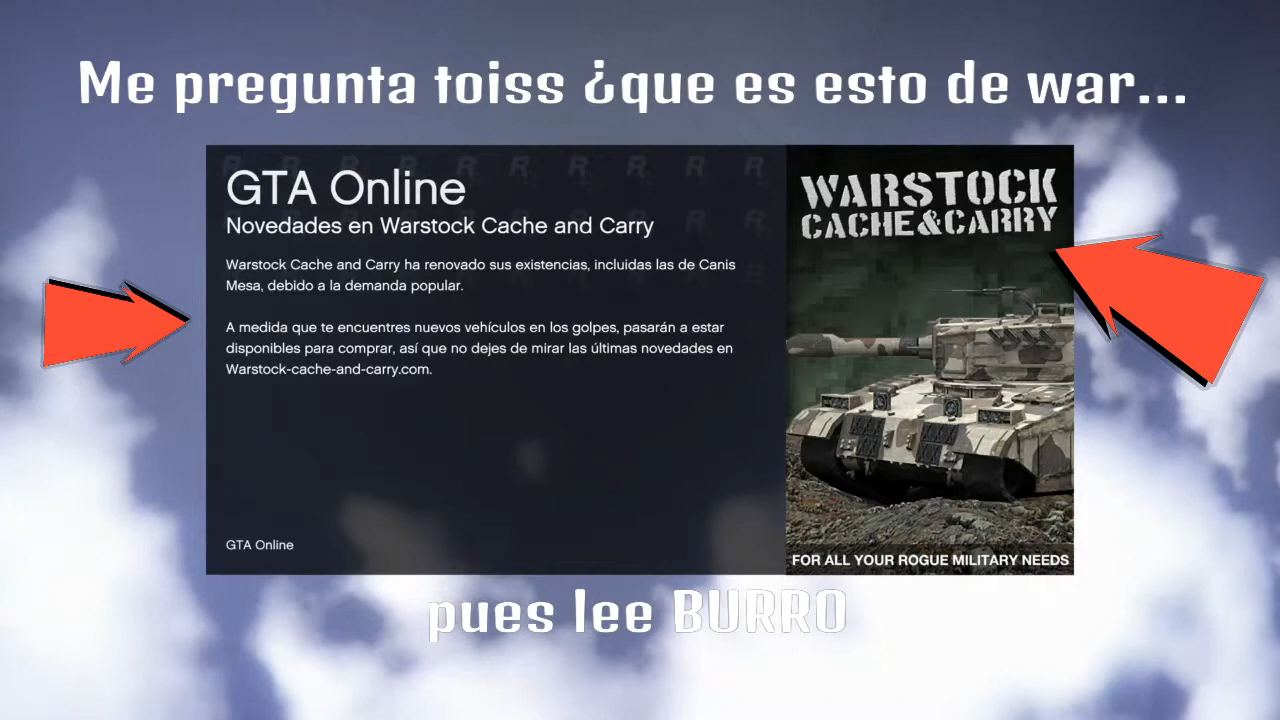 Me pregunta toiss ¿que es esto de war...
GTA Online
Novedades en Warstock Cache and Carry
Warstock Cache and Carry ha renovado sus existencias, incluidas las de Canis
Mesa, debido a la demanda popular.
A medida que te encuentres nuevos vehículos en los golpes, pasarán a estar
disponibles para comprar, así que no dejes de mirar las últimas novedades en
Warstock-cache-and-carry.com.
GTA Online
WARSTOCK
CACHE&CARRY
FOR ALL YOUR ROGUE MILITARY NEEDS
pues lee BURRO